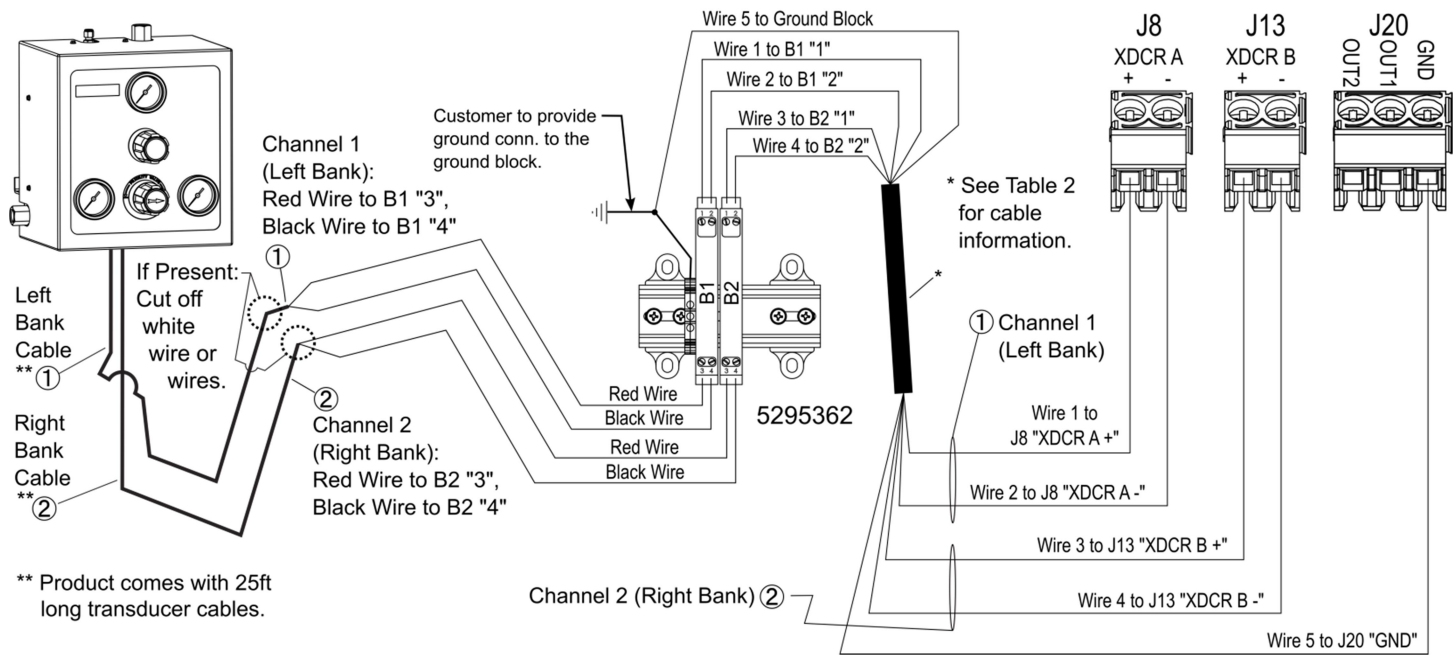 Wire 5 to Ground Block
Wire 1 to B1 "1"
Wire 2 to B1 "2"
Wire 3 to B2 "1"
Wire 4 to B2 "2"
Customer to provide
ground conn. to the
ground block.
J8
XDCR A
+ -
J13
XDCR B
+ -
J20
OUT2
OUT1
GND
Channel 1
(Left Bank):
Red Wire to B1 "3",
Black Wire to B1 "4"
①
If Present:
Cut off
white
wire or
wires.
Left
Bank
Cable
** ①
Right
Bank
Cable
** ②
②
Channel 2
(Right Bank):
Red Wire to B2 "3",
Black Wire to B2 "4"
** Product comes with 25ft
long transducer cables.
1 2
1 2
B1
B2
3 4
3 4
5295362
Red Wire
Black Wire
Red Wire
Black Wire
* See Table 2
for cable
information.
*
① Channel 1
(Left Bank)
Wire 1 to
J8 "XDCR A +"
Wire 2 to J8 "XDCR A -"
Wire 3 to J13 "XDCR B +"
Channel 2 (Right Bank) ②
Wire 4 to J13 "XDCR B -"
Wire 5 to J20 "GND"